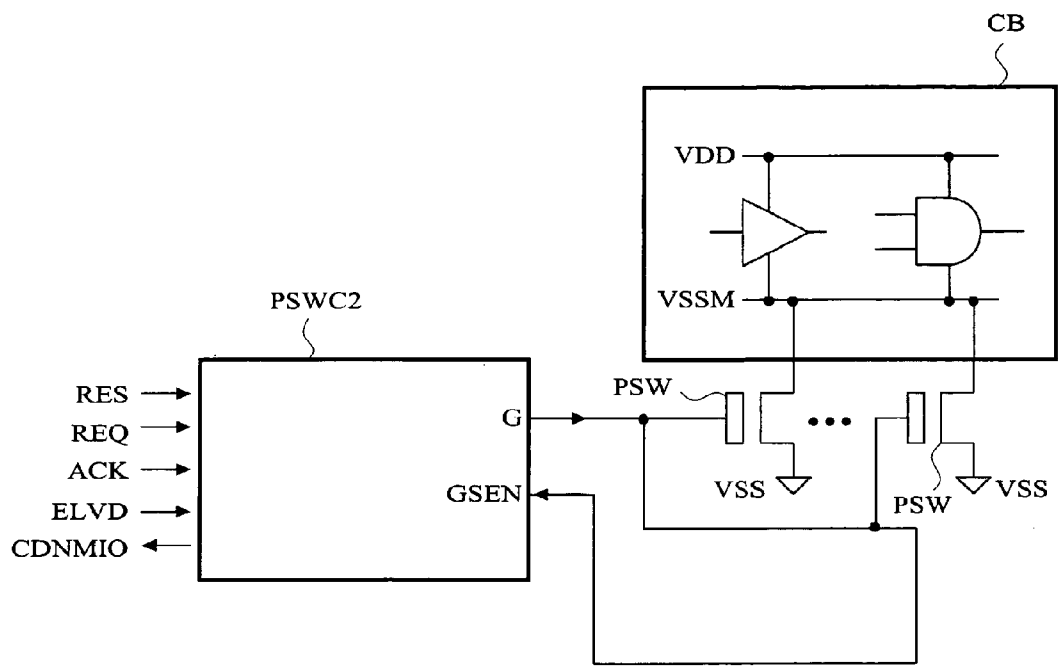 CB
VDD
VSSM
PSWC2
RES
REQ
ACK
ELVD
CDNMIO
G
GSEN
PSW
VSS
PSW
VSS